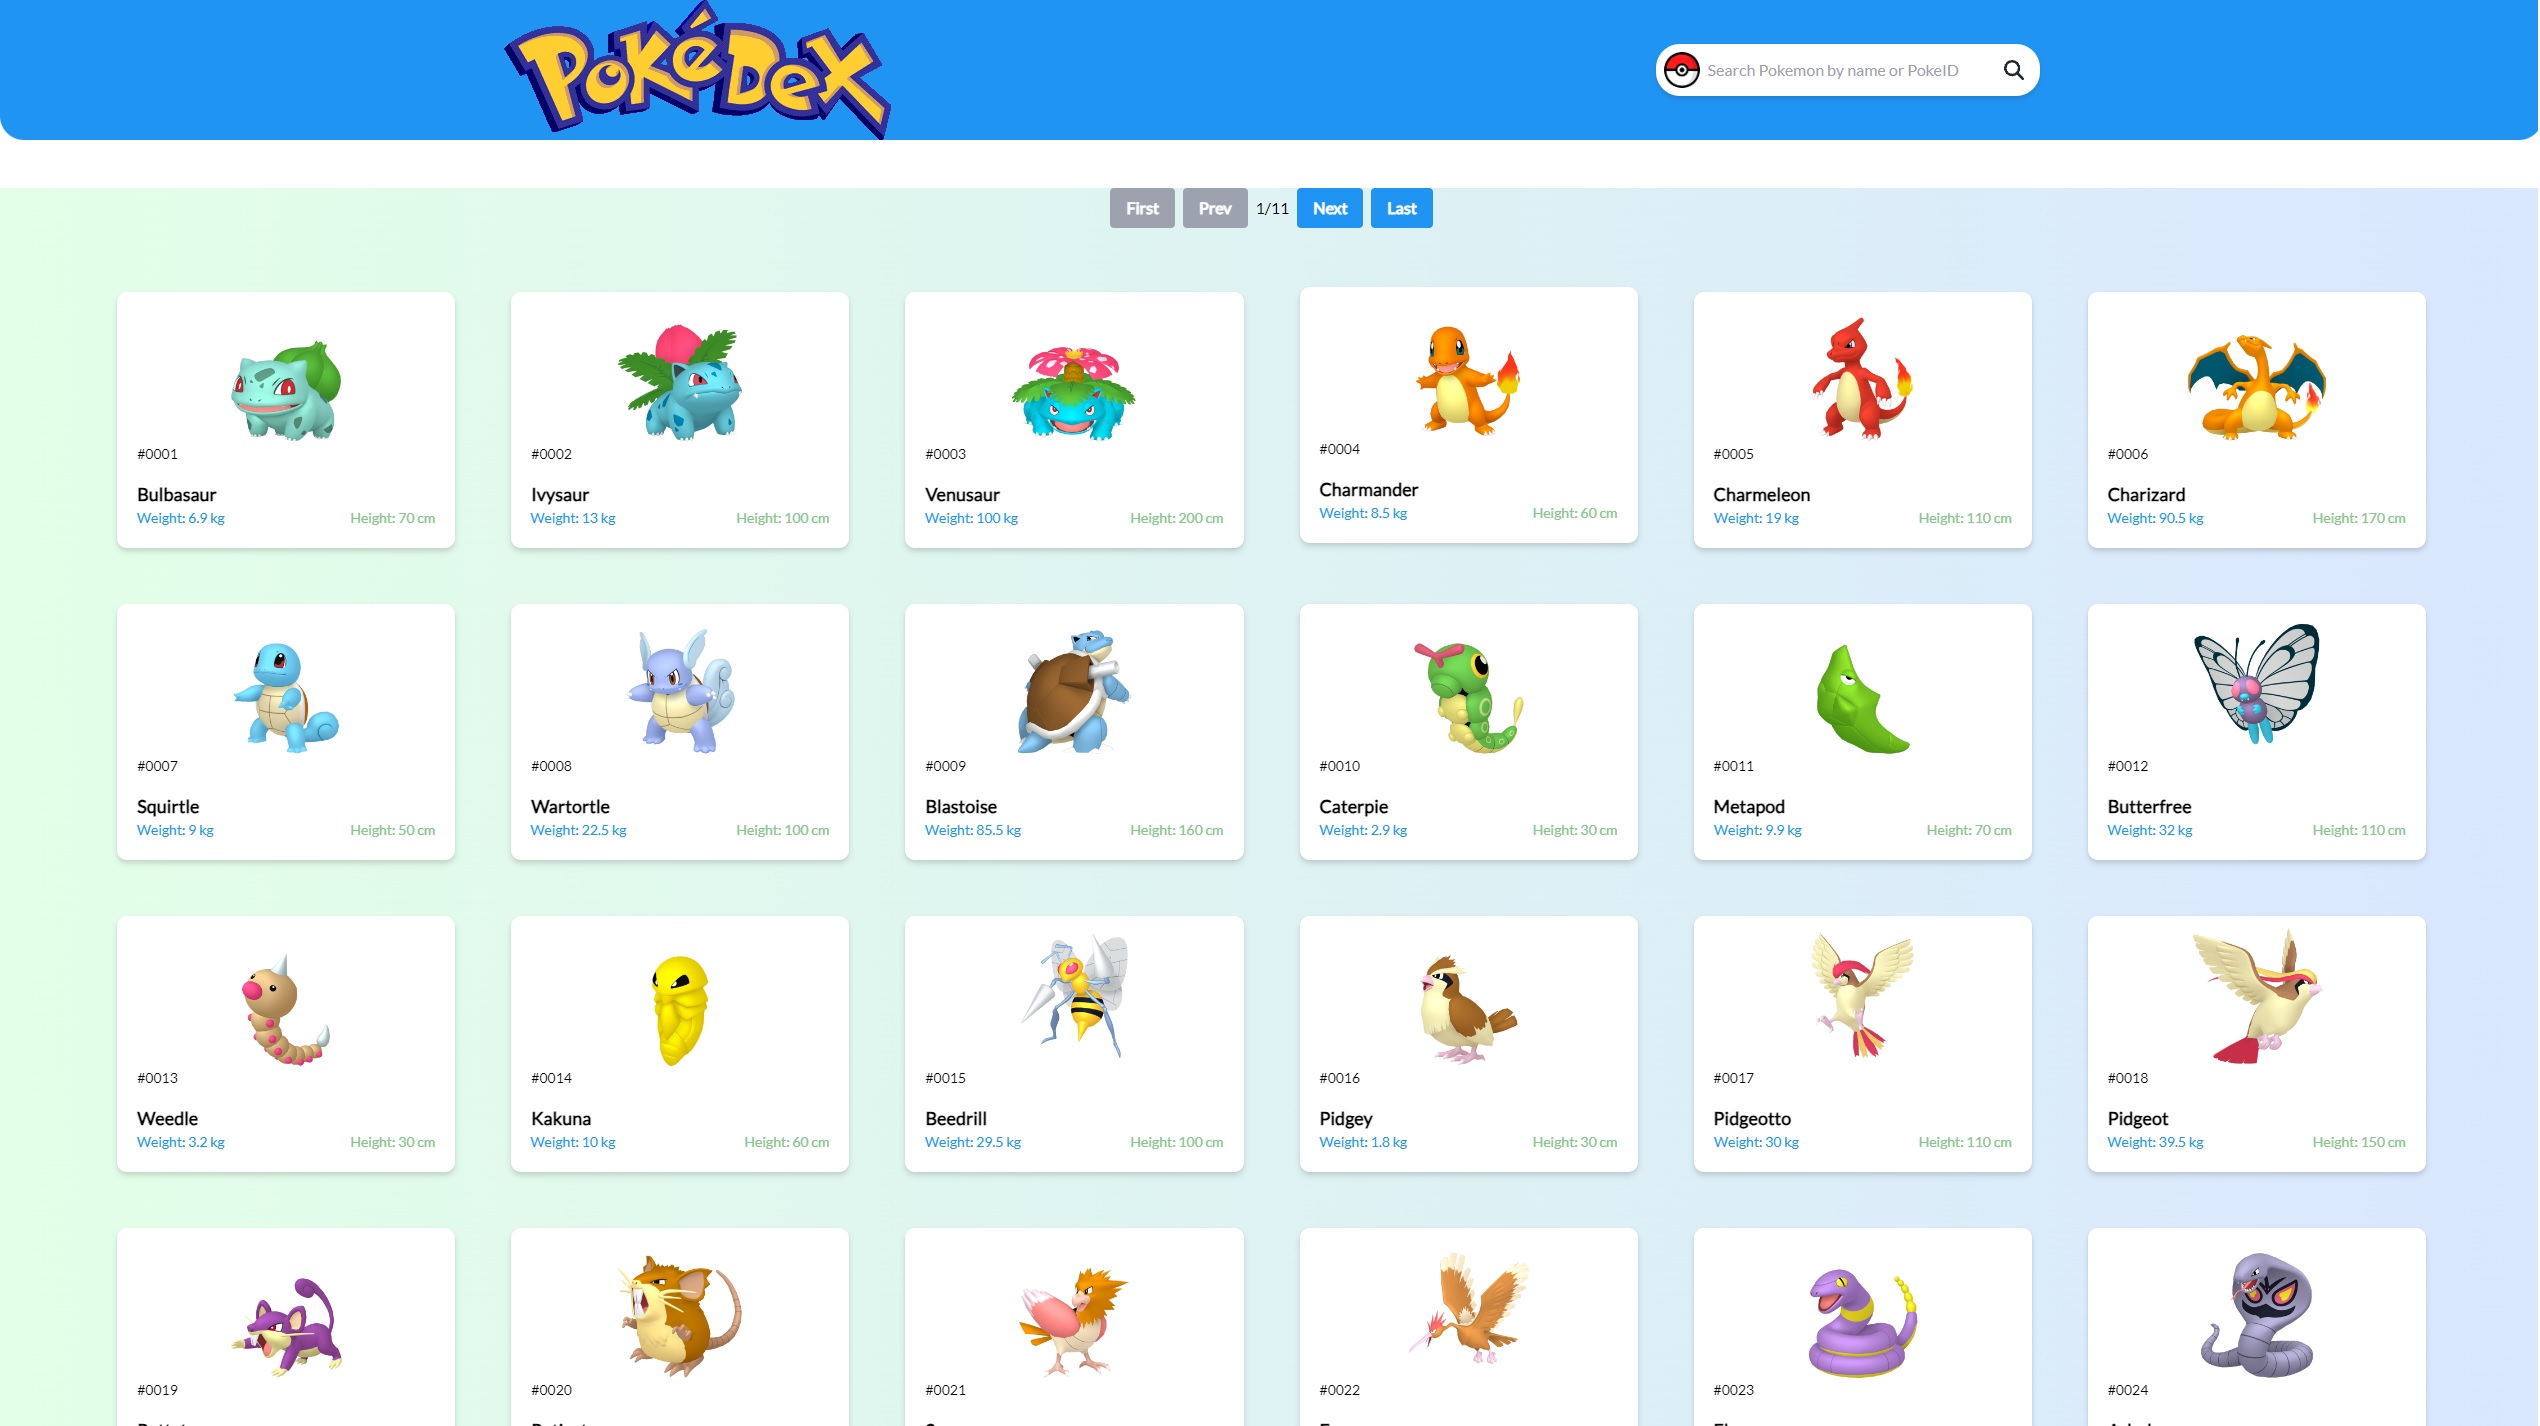 PoKéDeX
Search Pokemon by name or PokeID
First Prev 1/11 Next Last
#0001
Bulbasaur
Weight: 6.9 kg Height: 70 cm
#0002
Ivysaur
Weight: 13 kg Height: 100 cm
#0003
Venusaur
Weight: 100 kg Height: 200 cm
#0004
Charmander
Weight: 8.5 kg Height: 60 cm
#0005
Charmeleon
Weight: 19 kg Height: 110 cm
#0006
Charizard
Weight: 90.5 kg Height: 170 cm
#0007
Squirtle
Weight: 9 kg Height: 50 cm
#0008
Wartortle
Weight: 22.5 kg Height: 100 cm
#0009
Blastoise
Weight: 85.5 kg Height: 160 cm
#0010
Caterpie
Weight: 2.9 kg Height: 30 cm
#0011
Metapod
Weight: 9.9 kg Height: 70 cm
#0012
Butterfree
Weight: 32 kg Height: 110 cm
#0013
Weedle
Weight: 3.2 kg Height: 30 cm
#0014
Kakuna
Weight: 10 kg Height: 60 cm
#0015
Beedrill
Weight: 29.5 kg Height: 100 cm
#0016
Pidgey
Weight: 1.8 kg Height: 30 cm
#0017
Pidgeotto
Weight: 30 kg Height: 110 cm
#0018
Pidgeot
Weight: 39.5 kg Height: 150 cm
#0019
#0020
#0021
#0022
#0023
#0024